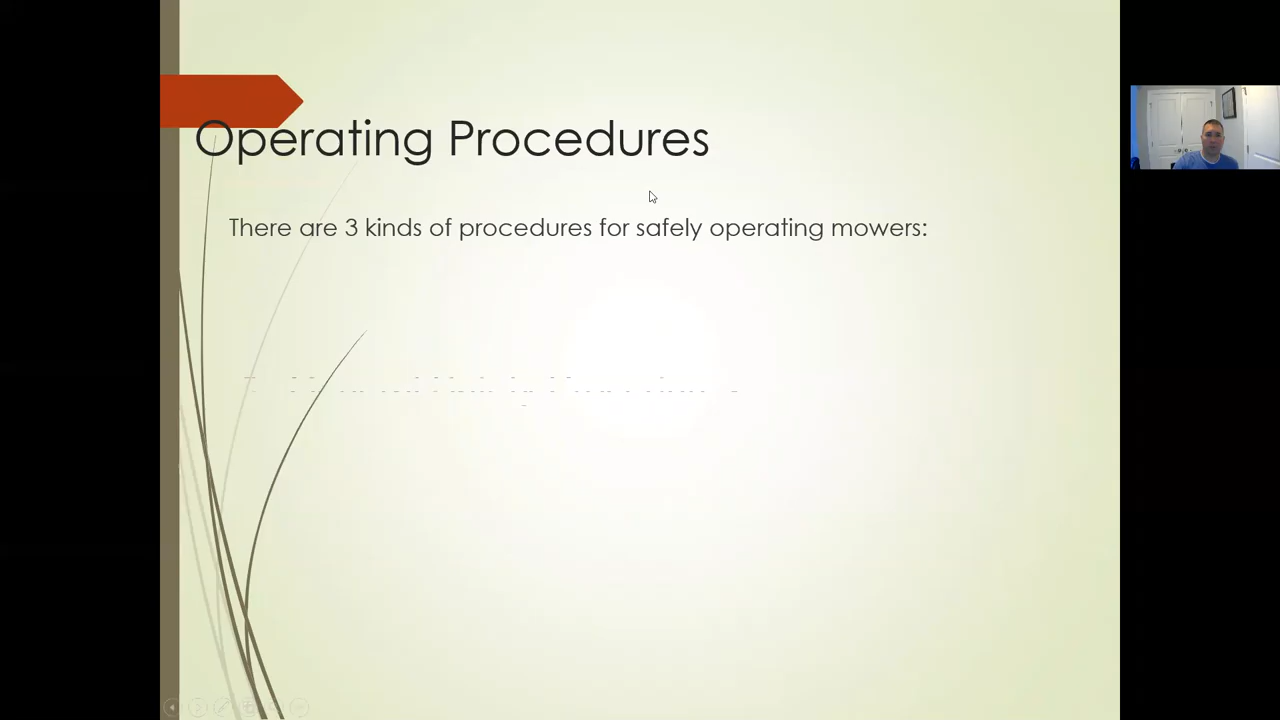 Operating Procedures
There are 3 kinds of procedures for safely operating mowers: